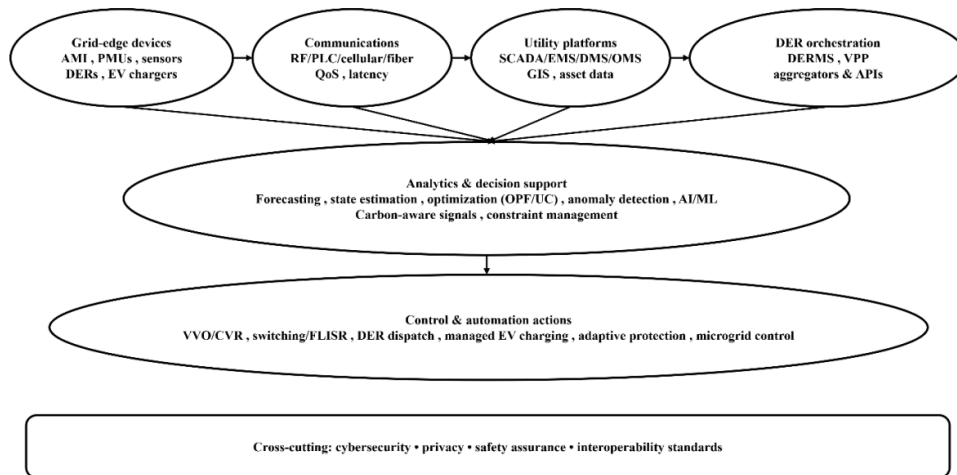 Grid-edge devices
AMI , PMUs , sensors
DERs , EV chargers
Communications
RF/PLC/cellular/fiber
QoS , latency
Utility platforms
SCADA/EMS/DMS/OMS
GIS , asset data
DER orchestration
DERMS , VPP
aggregators & APIs
Analytics & decision support
Forecasting , state estimation , optimization (OPF/UC) , anomaly detection , AI/ML
Carbon-aware signals , constraint management
Control & automation actions
VVO/CVR , switching/FLISR , DER dispatch , managed EV charging , adaptive protection , microgrid control
Cross-cutting: cybersecurity • privacy • safety assurance • interoperability standards